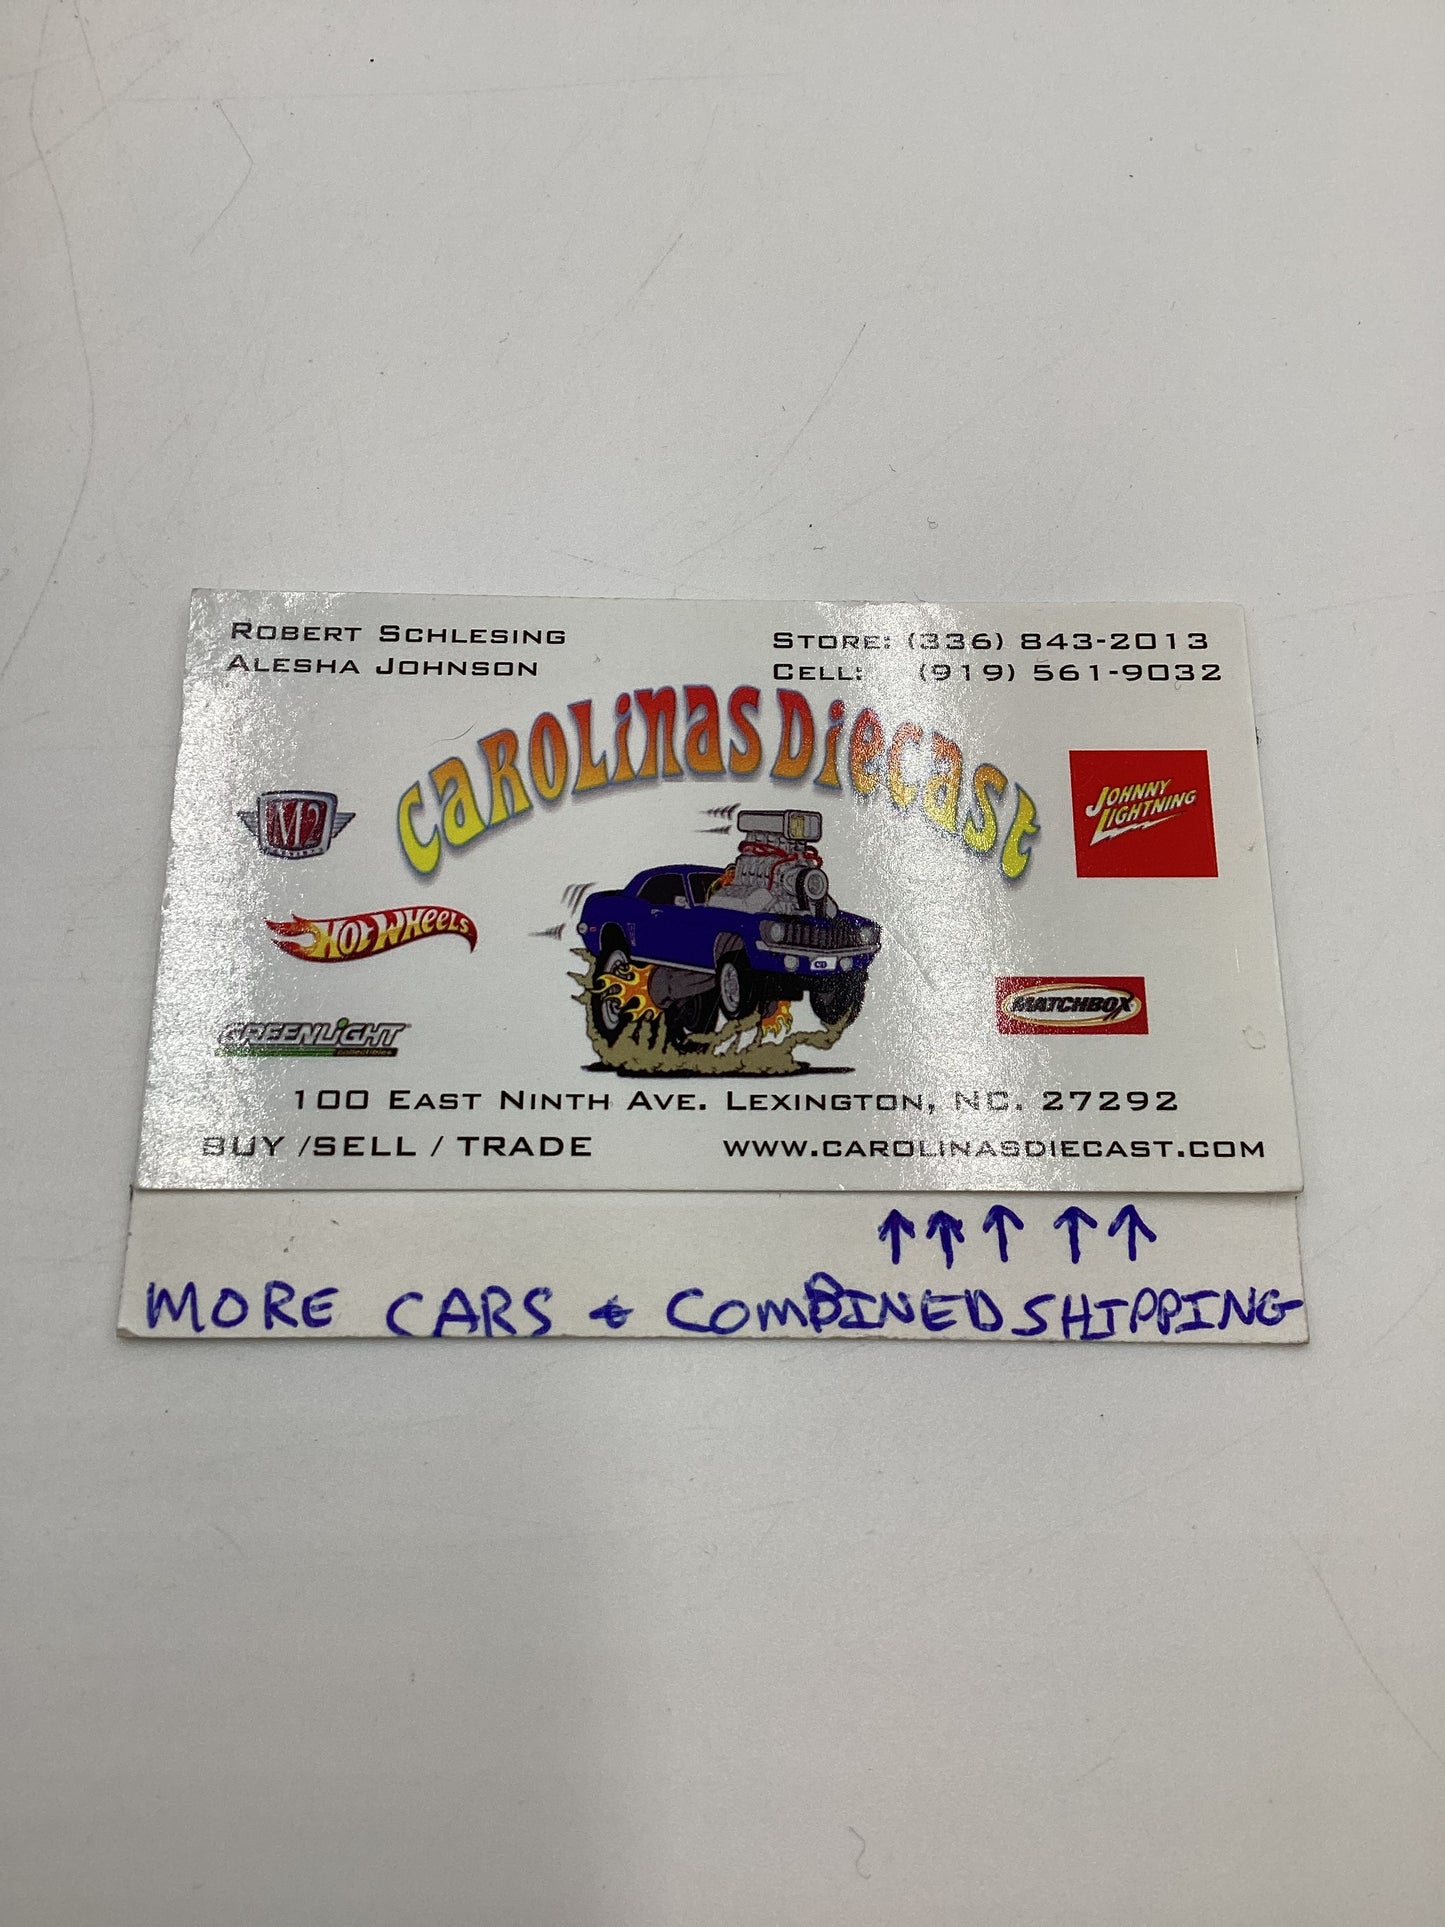 ROBERT SCHLESING
ALESHA JOHNSON
STORE: (336) 843-2013
CELL: (919) 561-9032
CAROLiNAS DiECAST
M2
JOHNNY
LIGHTNING
HOT WHEELS
MATCHBOX
GREENLiGHT
collectibles
100 EAST NINTH AVE. LEXINGTON, NC. 27292
BUY /SELL / TRADE
WWW.CAROLINASDIECAST.COM
↑ ↑ ↑ ↑ ↑
MORE CARS + COMBINED SHIPPING